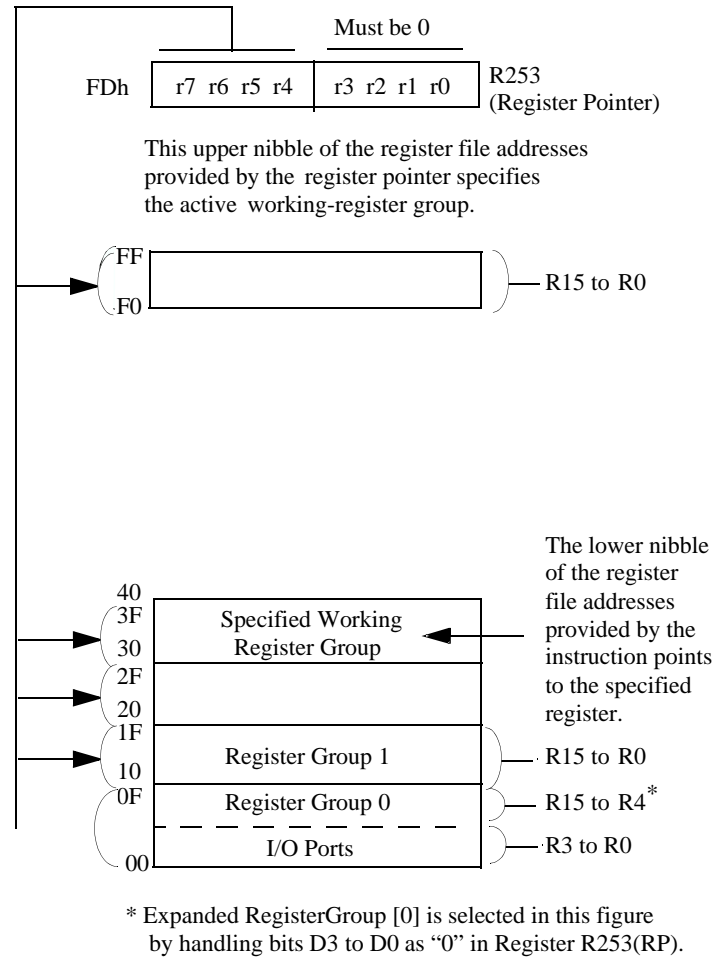 Must be 0
FDh r7 r6 r5 r4 r3 r2 r1 r0 R253
(Register Pointer)
This upper nibble of the register file addresses
provided by the register pointer specifies
the active working-register group.
FF
F0
R15 to R0
The lower nibble
of the register
file addresses
provided by the
instruction points
to the specified
register.
40
3F
30
Specified Working
Register Group
2F
20
1F
10
Register Group 1
R15 to R0
0F
Register Group 0
R15 to R4*
I/O Ports
R3 to R0
00
* Expanded RegisterGroup [0] is selected in this figure
by handling bits D3 to D0 as “0” in Register R253(RP).